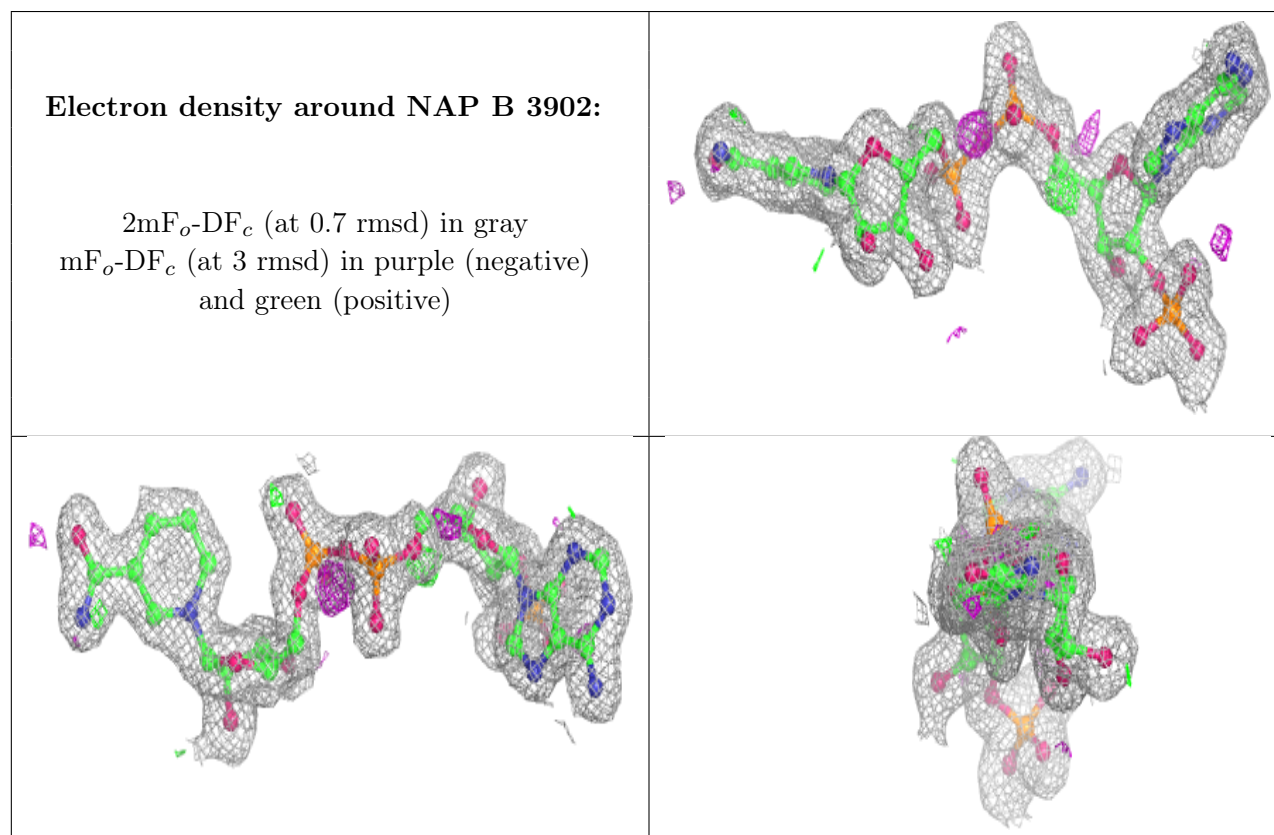 Electron density around NAP B 3902:
2mFo-DFc (at 0.7 rmsd) in gray
mFo-DFc (at 3 rmsd) in purple (negative)
and green (positive)